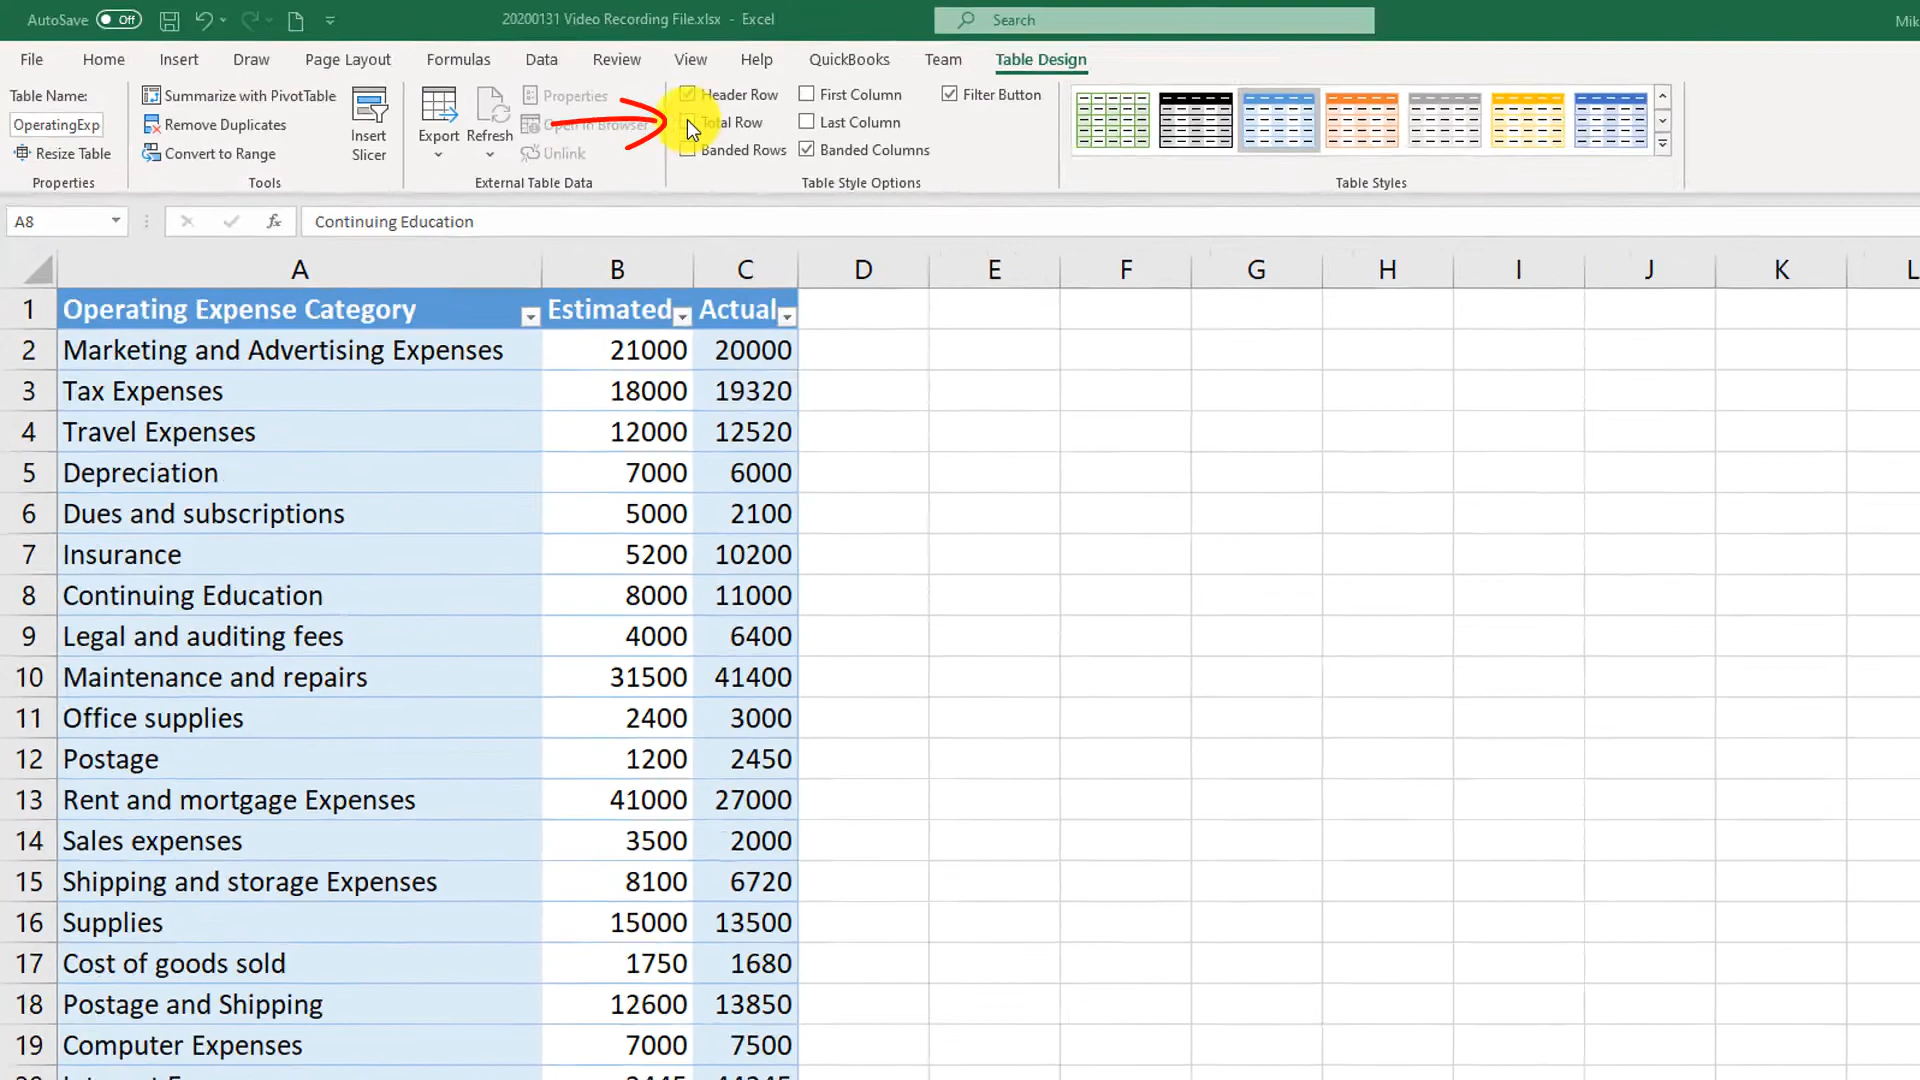 AutoSave Off 20200131 Video Recording File.xlsx - Excel Search Mik
File Home Insert Draw Page Layout Formulas Data Review View Help QuickBooks Team Table Design
Table Name: Summarize with PivotTable Properties Header Row First Column Filter Button
OperatingExp Remove Duplicates Insert Slicer Export Refresh Open in Browser Total Row Last Column
Resize Table Convert to Range Unlink Banded Rows Banded Columns
Properties Tools External Table Data Table Style Options Table Styles
A8 fx Continuing Education
A B C D E F G H I J K L
1 Operating Expense Category Estimated Actual
2 Marketing and Advertising Expenses 21000 20000
3 Tax Expenses 18000 19320
4 Travel Expenses 12000 12520
5 Depreciation 7000 6000
6 Dues and subscriptions 5000 2100
7 Insurance 5200 10200
8 Continuing Education 8000 11000
9 Legal and auditing fees 4000 6400
10 Maintenance and repairs 31500 41400
11 Office supplies 2400 3000
12 Postage 1200 2450
13 Rent and mortgage Expenses 41000 27000
14 Sales expenses 3500 2000
15 Shipping and storage Expenses 8100 6720
16 Supplies 15000 13500
17 Cost of goods sold 1750 1680
18 Postage and Shipping 12600 13850
19 Computer Expenses 7000 7500